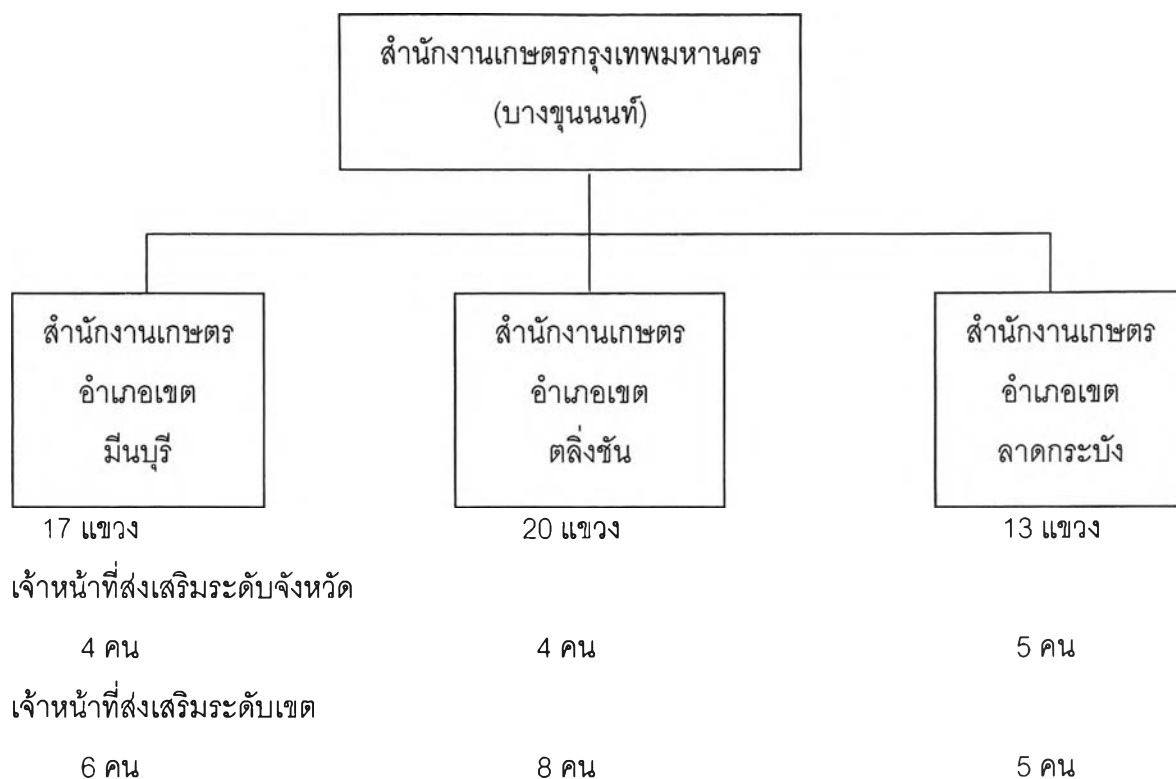 สำนักงานเกษตรกรุงเทพมหานคร
(บางขุนนนท์)
สำนักงานเกษตร
อำเภอเขต
มีนบุรี
สำนักงานเกษตร
อำเภอเขต
ตลิ่งชัน
สำนักงานเกษตร
อำเภอเขต
ลาดกระบัง
17 แขวง
20 แขวง
13 แขวง
เจ้าหน้าที่ส่งเสริมระดับจังหวัด
4 คน
4 คน
5 คน
เจ้าหน้าที่ส่งเสริมระดับเขต
6 คน
8 คน
5 คน